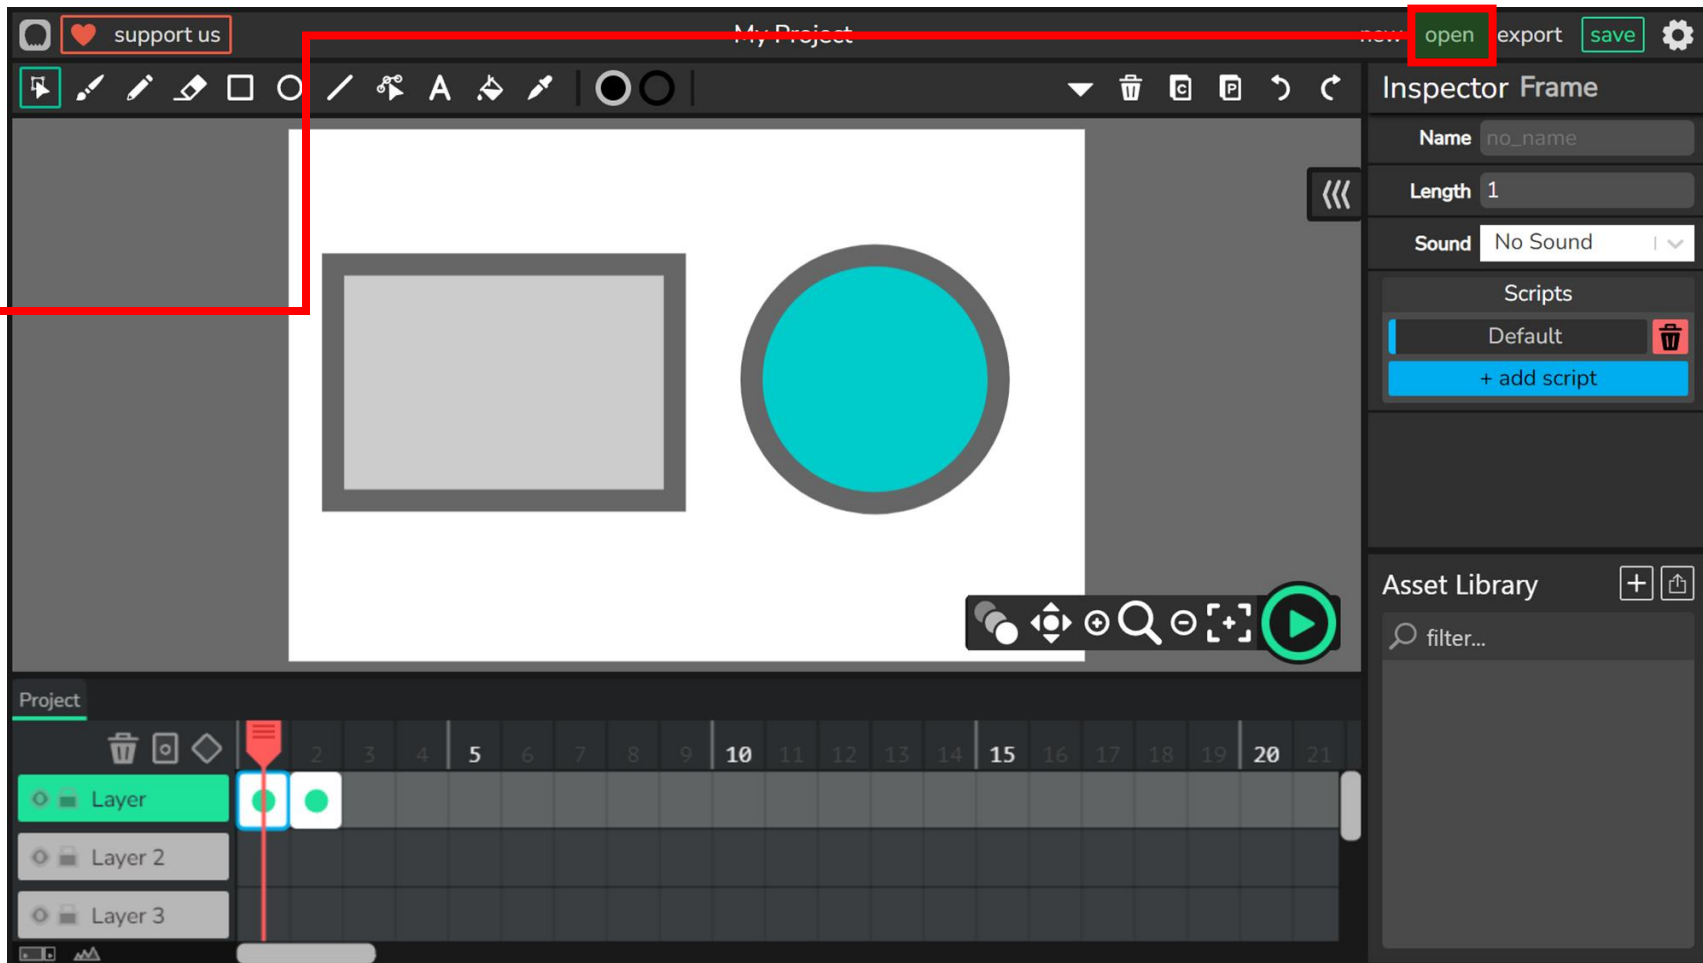 support us
My Project
new open export save
Inspector Frame
Name no_name
Length 1
Sound No Sound
Scripts
Default
+ add script
Asset Library
filter...
Project
2 3 4 5 6 7 8 9 10 11 12 13 14 15 16 17 18 19 20 21
Layer
Layer 2
Layer 3